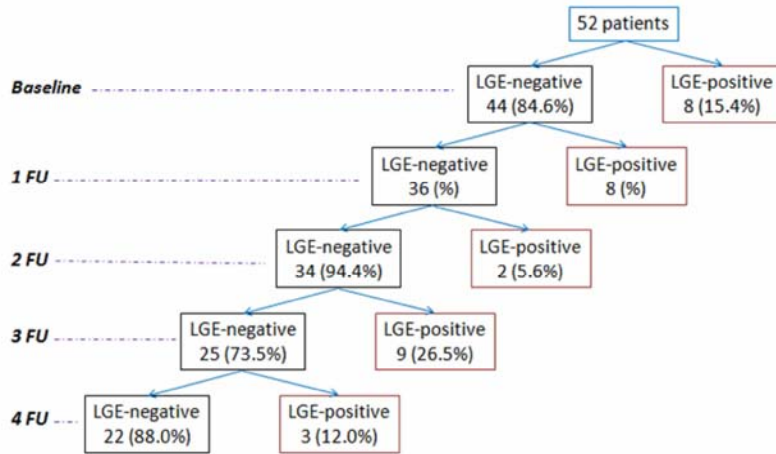 52 patients
Baseline
LGE-negative
44 (84.6%)
LGE-positive
8 (15.4%)
1 FU
LGE-negative
36 (%)
LGE-positive
8 (%)
2 FU
LGE-negative
34 (94.4%)
LGE-positive
2 (5.6%)
3 FU
LGE-negative
25 (73.5%)
LGE-positive
9 (26.5%)
4 FU
LGE-negative
22 (88.0%)
LGE-positive
3 (12.0%)